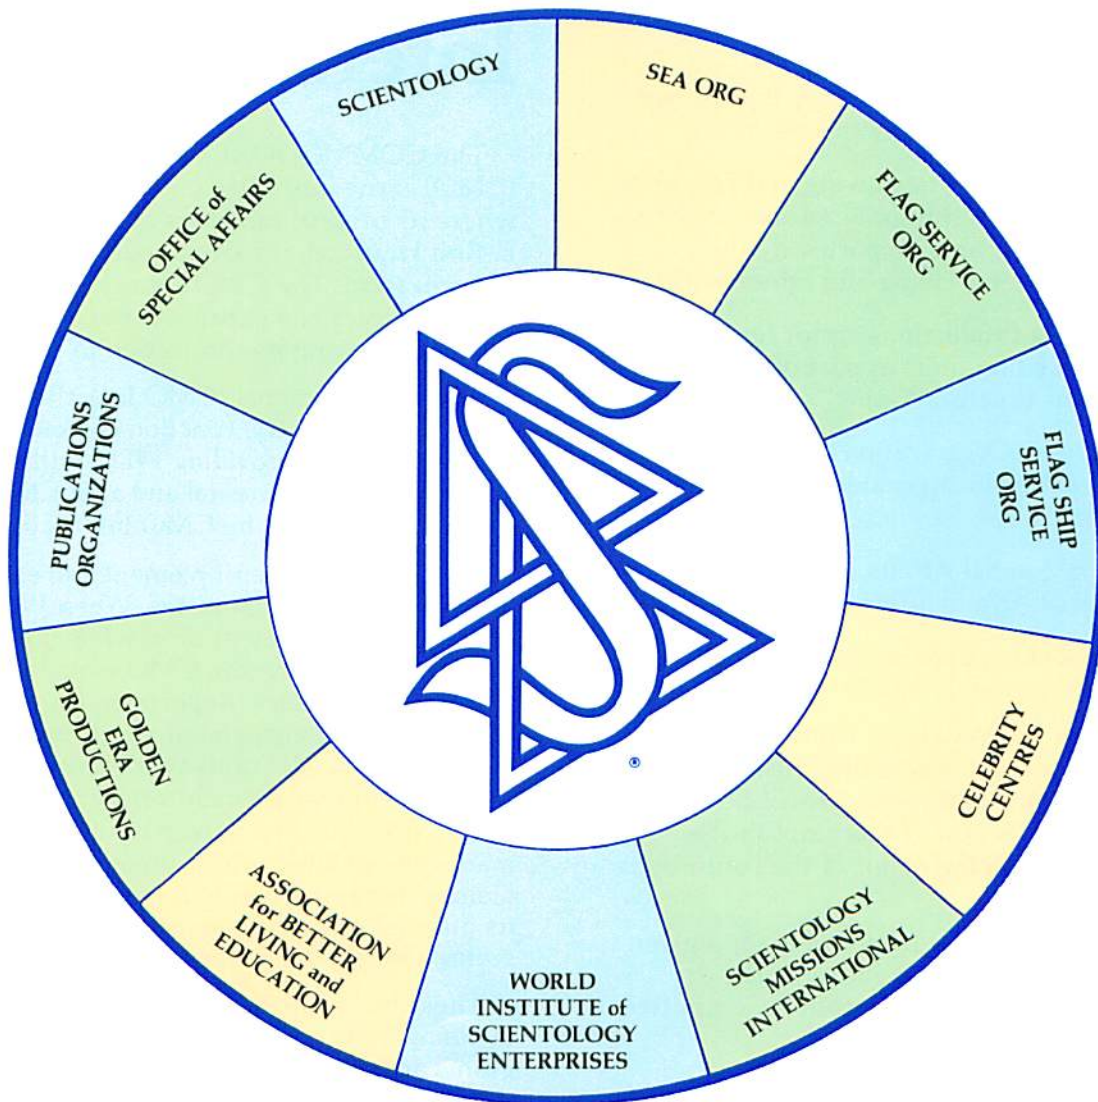 SCIENTOLOGY
SEA ORG
FLAG SERVICE
ORG
FLAG SHIP
SERVICE
ORG
CELEBRITY
CENTRES
SCIENTOLOGY
MISSIONS
INTERNATIONAL
WORLD
INSTITUTE of
SCIENTOLOGY
ENTERPRISES
ASSOCIATION
for BETTER
LIVING and
EDUCATION
GOLDEN
ERA
PRODUCTIONS
PUBLICATIONS
ORGANIZATIONS
OFFICE of
SPECIAL AFFAIRS
®